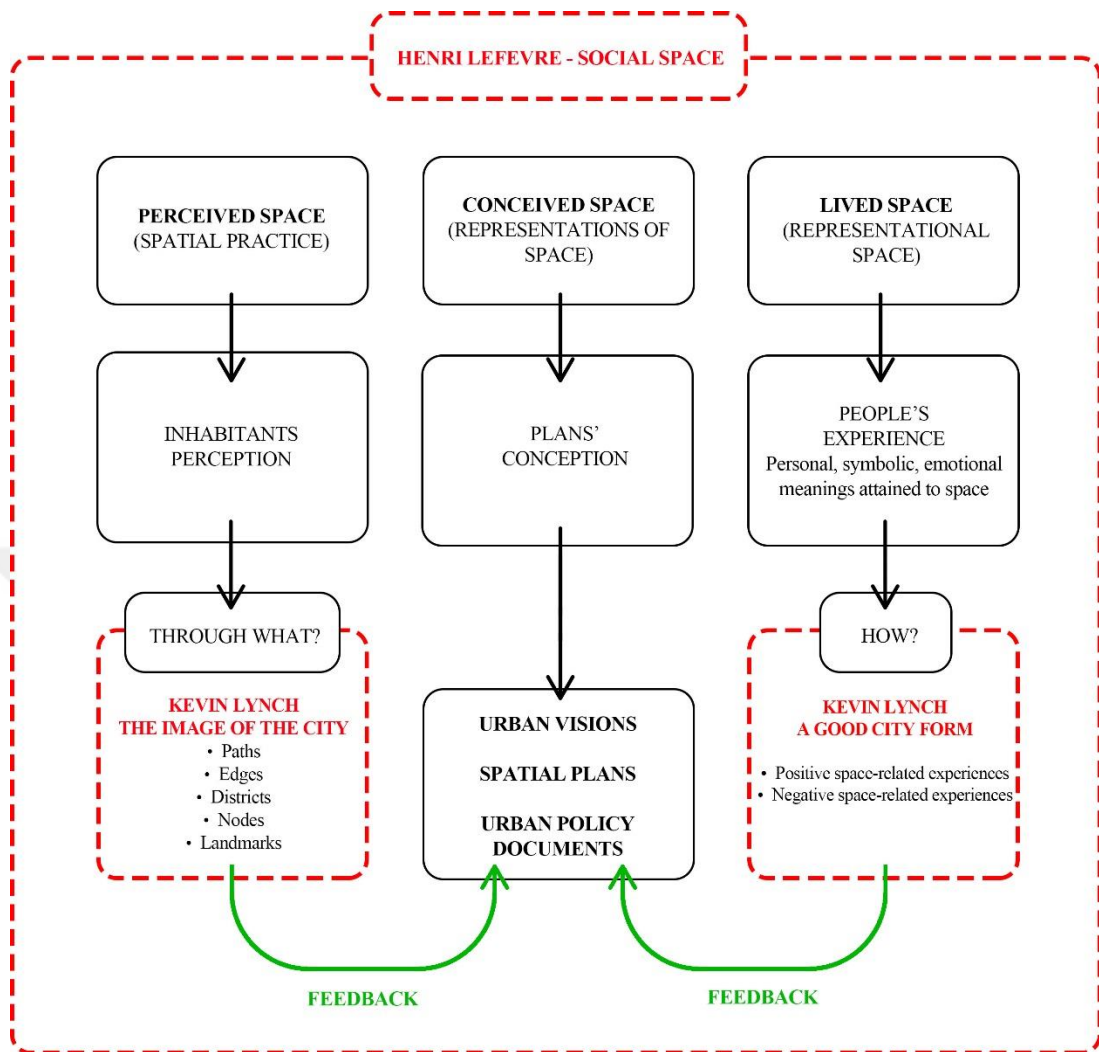 HENRI LEFEVRE - SOCIAL SPACE
PERCEIVED SPACE
(SPATIAL PRACTICE)
CONCEIVED SPACE
(REPRESENTATIONS OF
SPACE)
LIVED SPACE
(REPRESENTATIONAL
SPACE)
INHABITANTS
PERCEPTION
PLANS'
CONCEPTION
PEOPLE'S
EXPERIENCE
Personal, symbolic, emotional
meanings attained to space
THROUGH WHAT?
KEVIN LYNCH
THE IMAGE OF THE CITY
• Paths
• Edges
• Districts
• Nodes
• Landmarks
URBAN VISIONS
SPATIAL PLANS
URBAN POLICY
DOCUMENTS
HOW?
KEVIN LYNCH
A GOOD CITY FORM
• Positive space-related experiences
• Negative space-related experiences
FEEDBACK
FEEDBACK